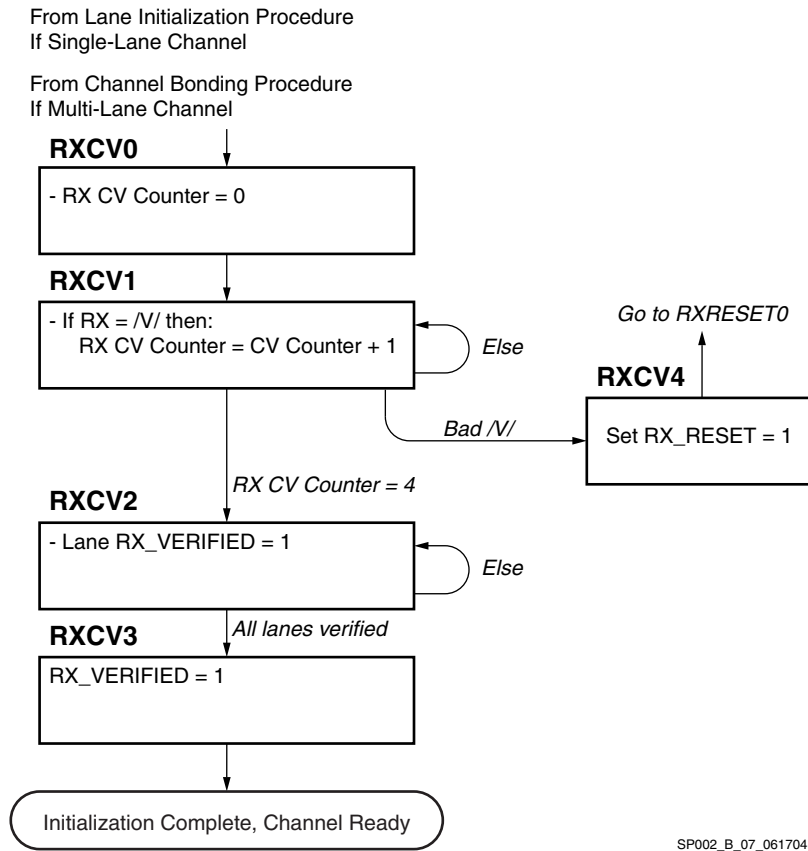 From Lane Initialization Procedure
If Single-Lane Channel
From Channel Bonding Procedure
If Multi-Lane Channel
RXCV0
- RX CV Counter = 0
RXCV1
- If RX = /V/ then:
RX CV Counter = CV Counter + 1
Else
Go to RXRESET0
RXCV4
Bad /V/
Set RX_RESET = 1
RX CV Counter = 4
RXCV2
- Lane RX_VERIFIED = 1
Else
All lanes verified
RXCV3
RX_VERIFIED = 1
Initialization Complete, Channel Ready
SP002_B_07_061704